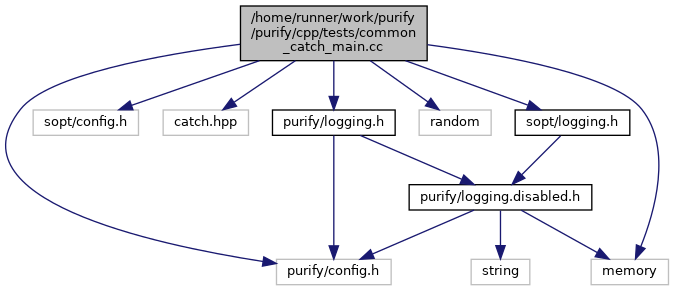 /home/runner/work/purify
/purify/cpp/tests/common
_catch_main.cc
sopt/config.h
catch.hpp
purify/logging.h
random
sopt/logging.h
purify/logging.disabled.h
purify/config.h
string
memory